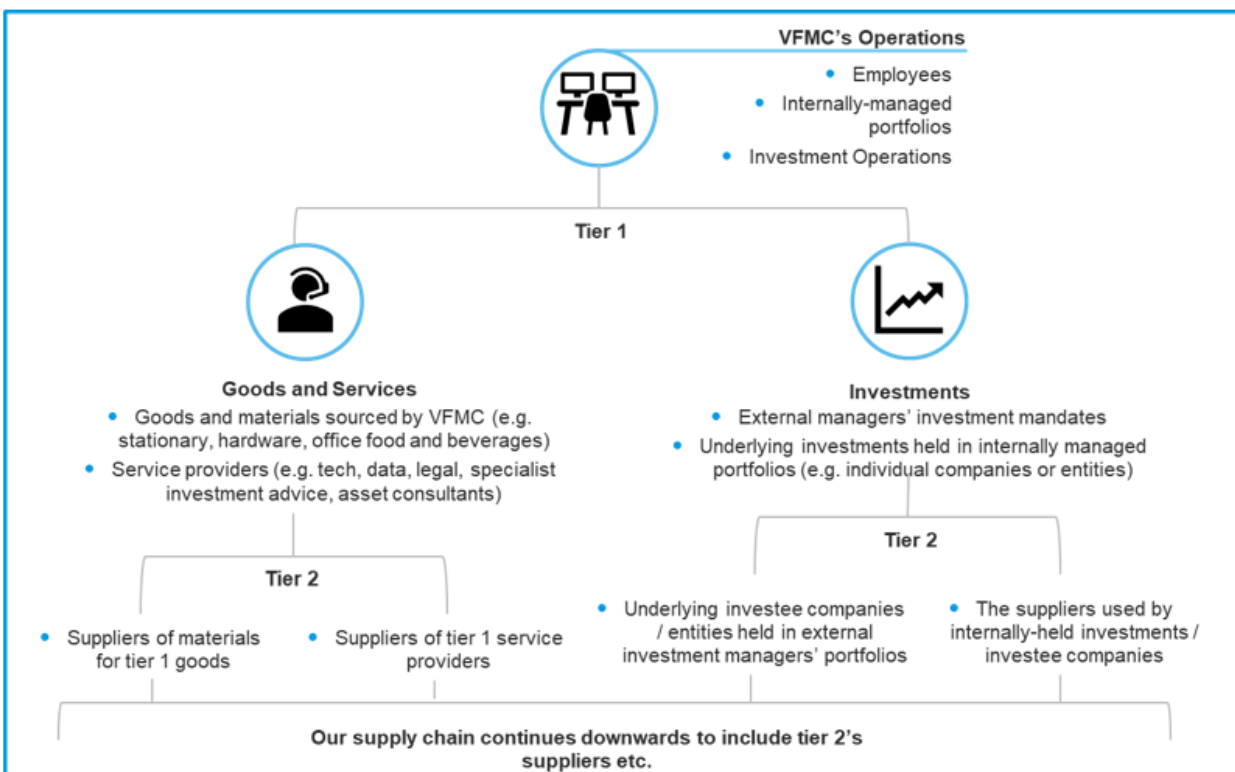 VFMC's Operations
• Employees
• Internally-managed
portfolios
• Investment Operations
Tier 1
Goods and Services
• Goods and materials sourced by VFMC (e.g.
stationary, hardware, office food and beverages)
• Service providers (e.g. tech, data, legal, specialist
investment advice, asset consultants)
Investments
• External managers' investment mandates
• Underlying investments held in internally managed
portfolios (e.g. individual companies or entities)
Tier 2
• Suppliers of materials
for tier 1 goods
• Suppliers of tier 1 service
providers
Tier 2
• Underlying investee companies
/ entities held in external
investment managers' portfolios
• The suppliers used by
internally-held investments /
investee companies
Our supply chain continues downwards to include tier 2's
suppliers etc.